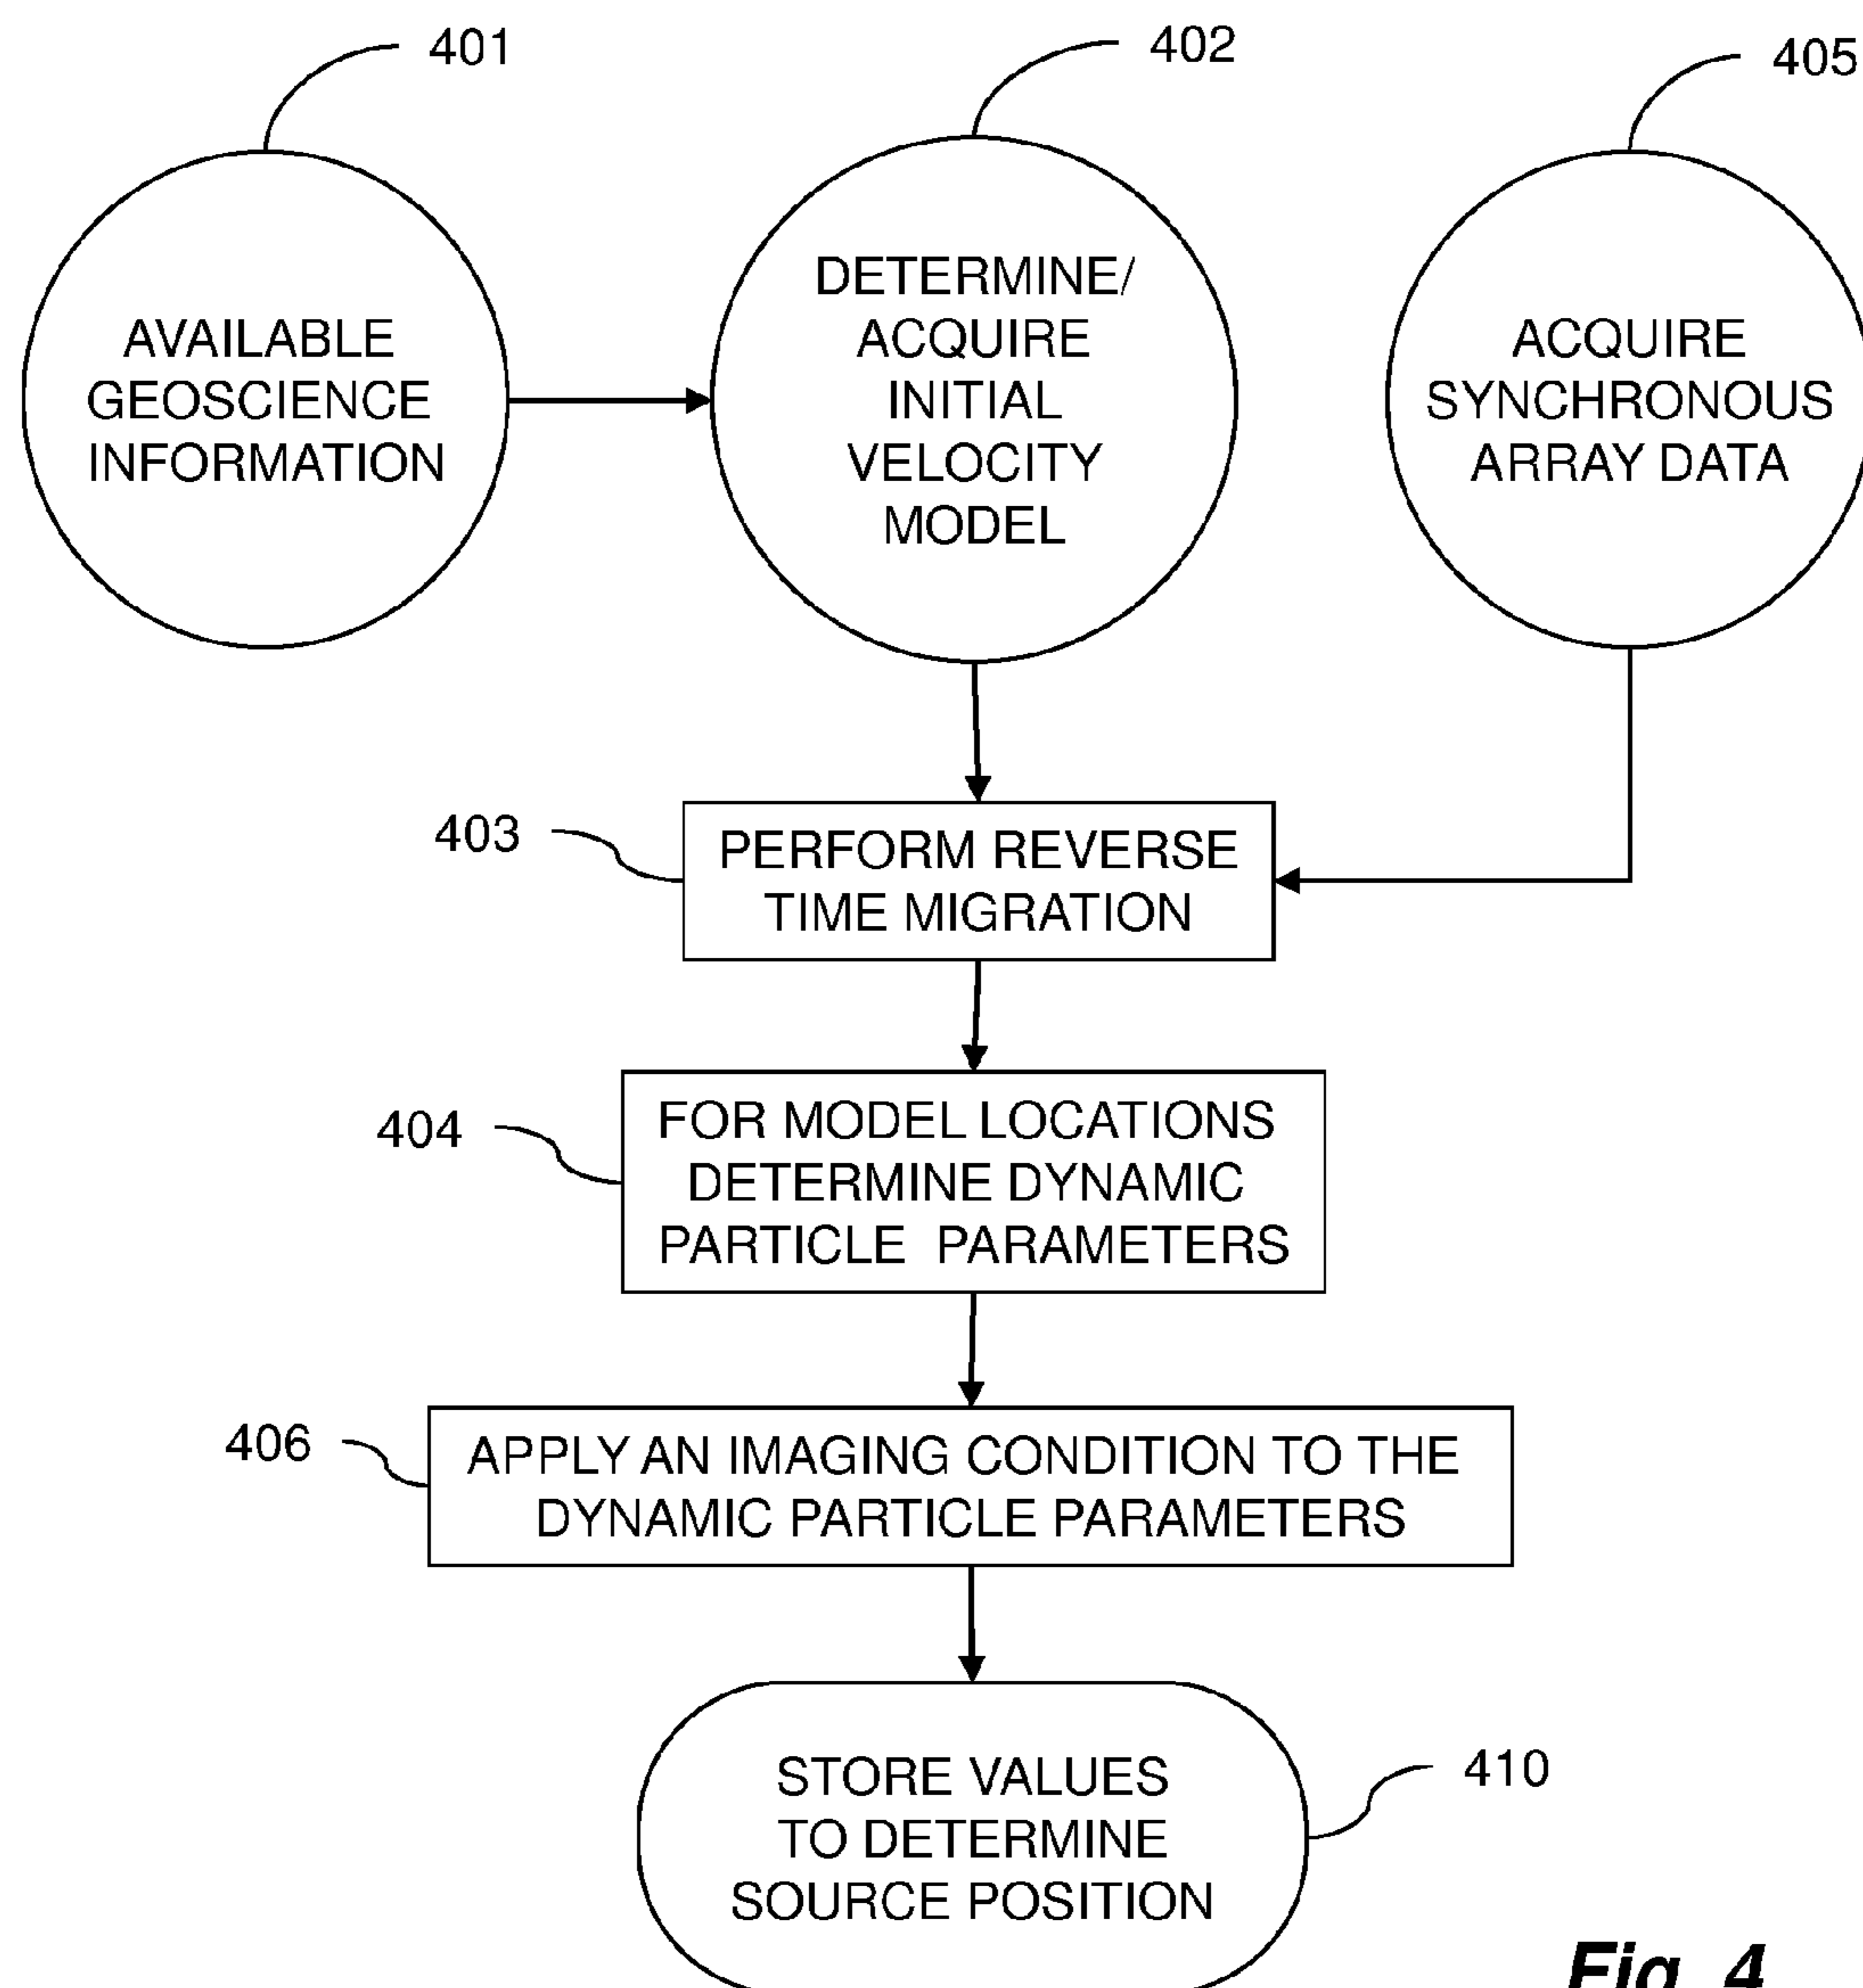 401
402
405
AVAILABLE
GEOSCIENCE
INFORMATION
DETERMINE/
ACQUIRE
INITIAL
VELOCITY
MODEL
ACQUIRE
SYNCHRONOUS
ARRAY DATA
403
PERFORM REVERSE
TIME MIGRATION
404
FOR MODEL LOCATIONS
DETERMINE DYNAMIC
PARTICLE PARAMETERS
406
APPLY AN IMAGING CONDITION TO THE
DYNAMIC PARTICLE PARAMETERS
STORE VALUES
TO DETERMINE
SOURCE POSITION
410
Fig. 4